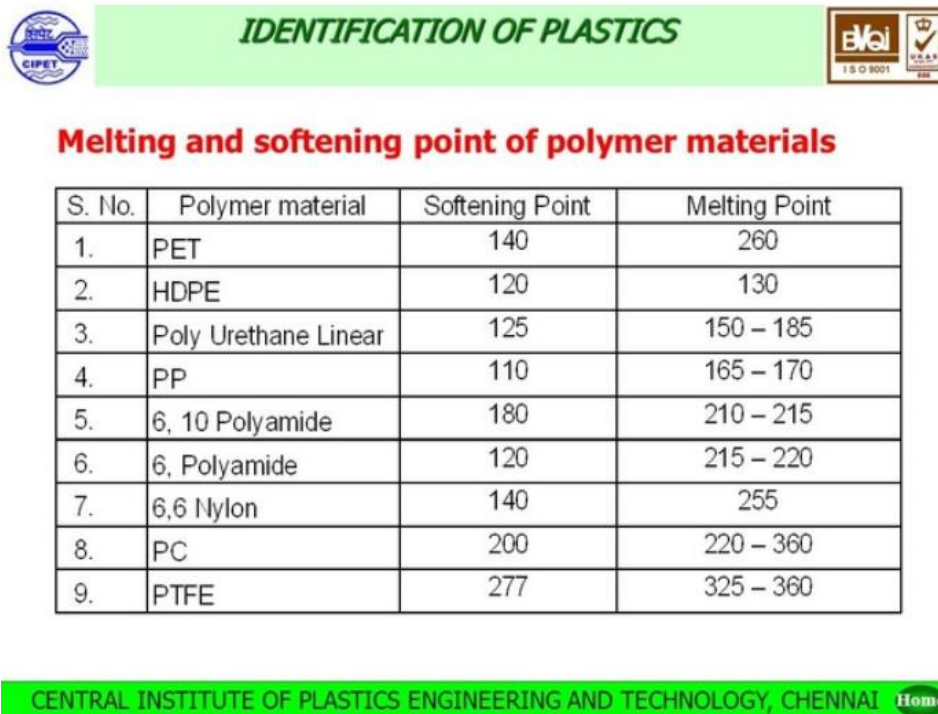 IDENTIFICATION OF PLASTICS
CIPET
BVQi
ISO 9001
UKAS
Melting and softening point of polymer materials
S. No. Polymer material Softening Point Melting Point
1. PET 140 260
2. HDPE 120 130
3. Poly Urethane Linear 125 150 – 185
4. PP 110 165 – 170
5. 6, 10 Polyamide 180 210 – 215
6. 6, Polyamide 120 215 – 220
7. 6,6 Nylon 140 255
8. PC 200 220 – 360
9. PTFE 277 325 – 360
CENTRAL INSTITUTE OF PLASTICS ENGINEERING AND TECHNOLOGY, CHENNAI Home